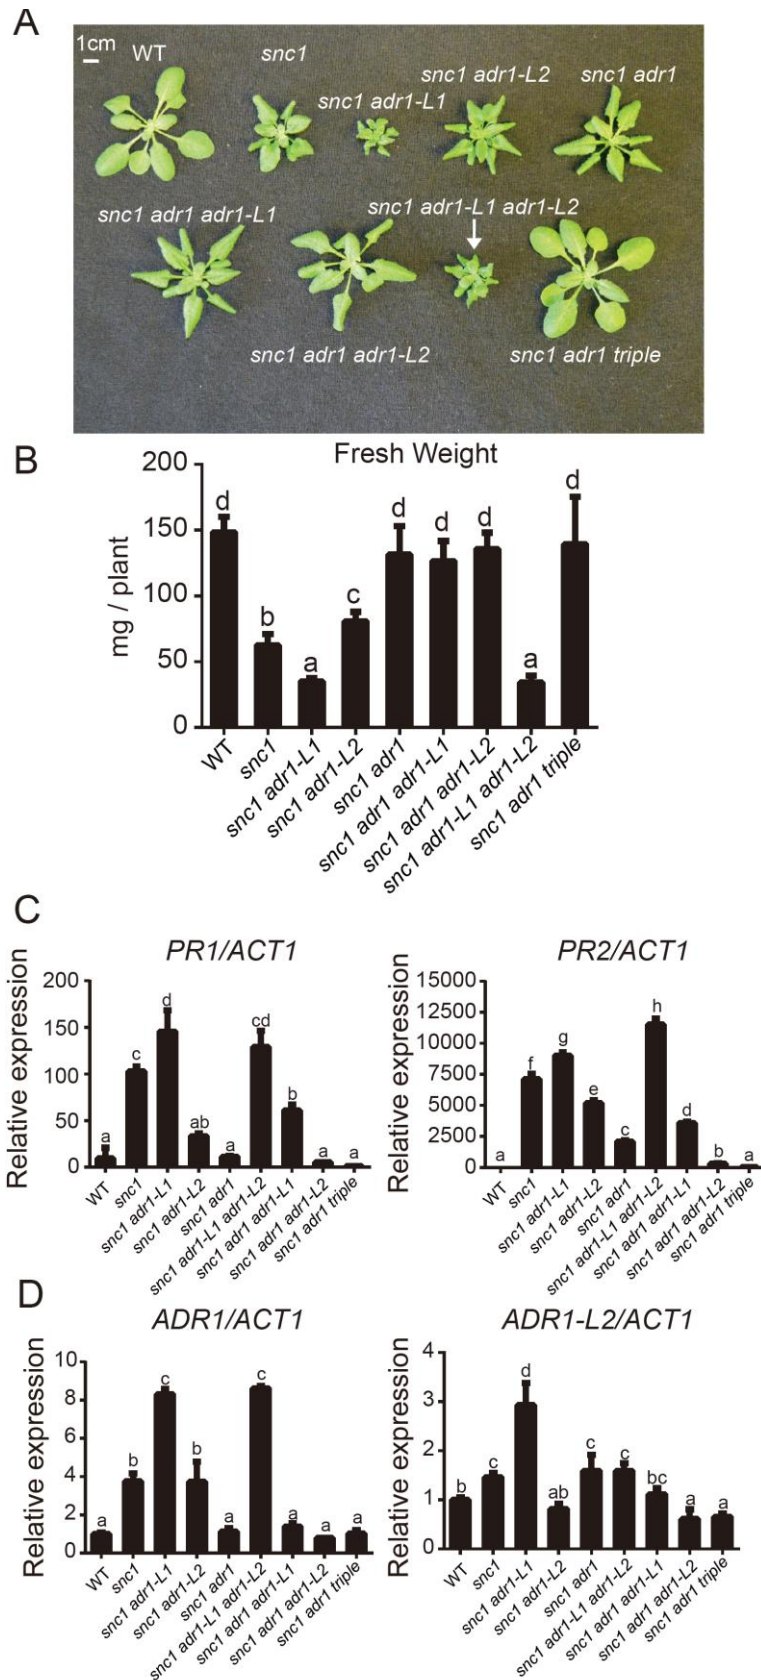 A
1cm
WT
snc1
snc1 adr1-L1
snc1 adr1-L2
snc1 adr1
snc1 adr1 adr1-L1
snc1 adr1-L1 adr1-L2
snc1 adr1 adr1-L2
snc1 adr1 triple
B
Fresh Weight
mg / plant
200
150
100
50
0
d
b
a
c
d
d
d
a
d
WT
snc1
snc1 adr1-L1
snc1 adr1-L2
snc1 adr1
snc1 adr1 adr1-L1
snc1 adr1 adr1-L2
snc1 adr1-L1 adr1-L2
snc1 adr1 triple
C
PR1/ACT1
Relative expression
200
150
100
50
0
a
c
d
ab
a
cd
b
a
a
WT
snc1
snc1 adr1-L1
snc1 adr1-L2
snc1 adr1
snc1 adr1-L1 adr1-L2
snc1 adr1 adr1-L1
snc1 adr1 adr1-L2
snc1 adr1 triple
PR2/ACT1
Relative expression
15000
12500
10000
7500
5000
2500
0
a
f
g
e
c
h
d
b
a
WT
snc1
snc1 adr1-L1
snc1 adr1-L2
snc1 adr1
snc1 adr1-L1 adr1-L2
snc1 adr1 adr1-L1
snc1 adr1 adr1-L2
snc1 adr1 triple
D
ADR1/ACT1
Relative expression
10
8
6
4
2
0
a
b
c
b
a
c
a
a
a
WT
snc1
snc1 adr1-L1
snc1 adr1-L2
snc1 adr1
snc1 adr1-L1 adr1-L2
snc1 adr1 adr1-L1
snc1 adr1 adr1-L2
snc1 adr1 triple
ADR1-L2/ACT1
Relative expression
4
3
2
1
0
b
c
d
ab
c
c
bc
a
a
WT
snc1
snc1 adr1-L1
snc1 adr1-L2
snc1 adr1
snc1 adr1-L1 adr1-L2
snc1 adr1 adr1-L1
snc1 adr1 adr1-L2
snc1 adr1 triple